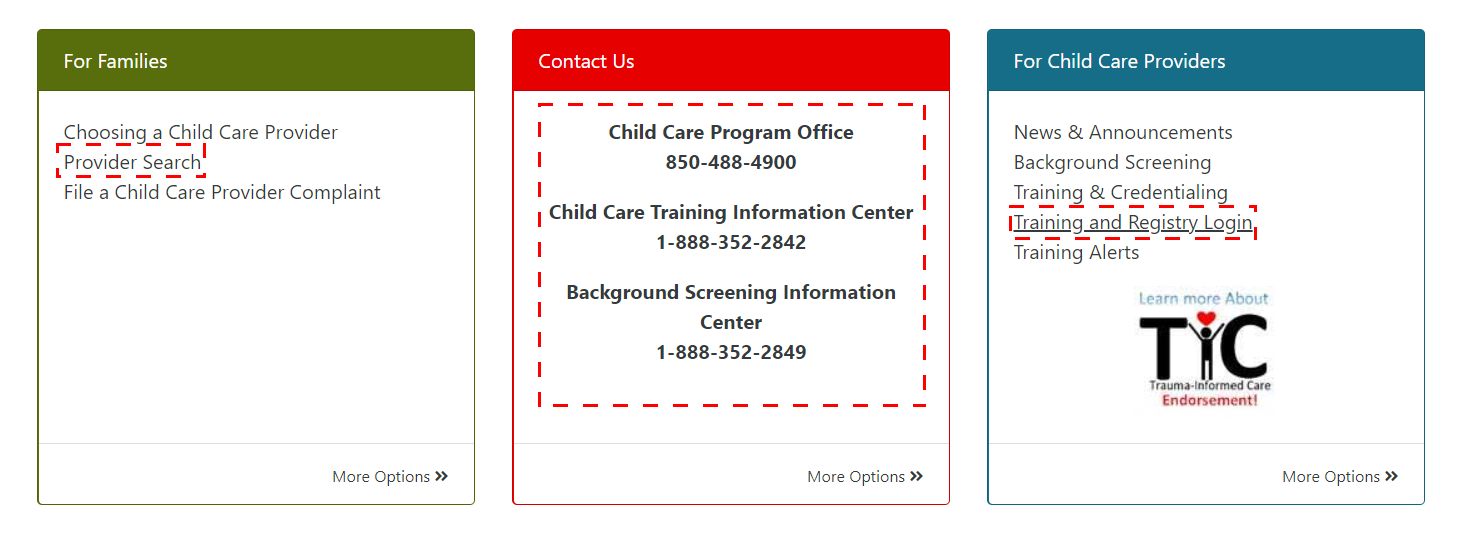 For Families
Choosing a Child Care Provider
Provider Search
File a Child Care Provider Complaint
More Options »
Contact Us
Child Care Program Office
850-488-4900
Child Care Training Information Center
1-888-352-2842
Background Screening Information
Center
1-888-352-2849
More Options »
For Child Care Providers
News & Announcements
Background Screening
Training & Credentialing
Training and Registry Login
Training Alerts
Learn more About
TIC
Trauma-Informed Care
Endorsement!
More Options »